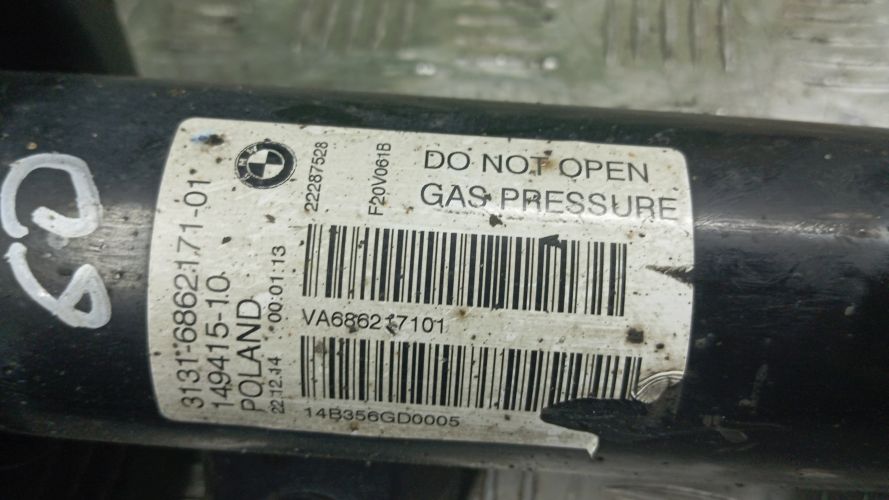 DO NOT OPEN
GAS PRESSURE
22287528
F20V061B
3131-6862171-01
149415-10
POLAND
22.12.14 00:01:13
VA686217101
14B356GD0005